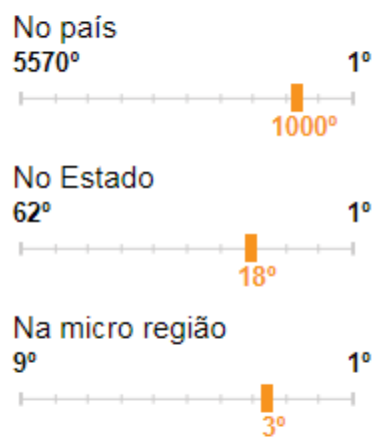 No país
5570º 1º
1000º
No Estado
62º 1º
18º
Na micro região
9º 1º
3º